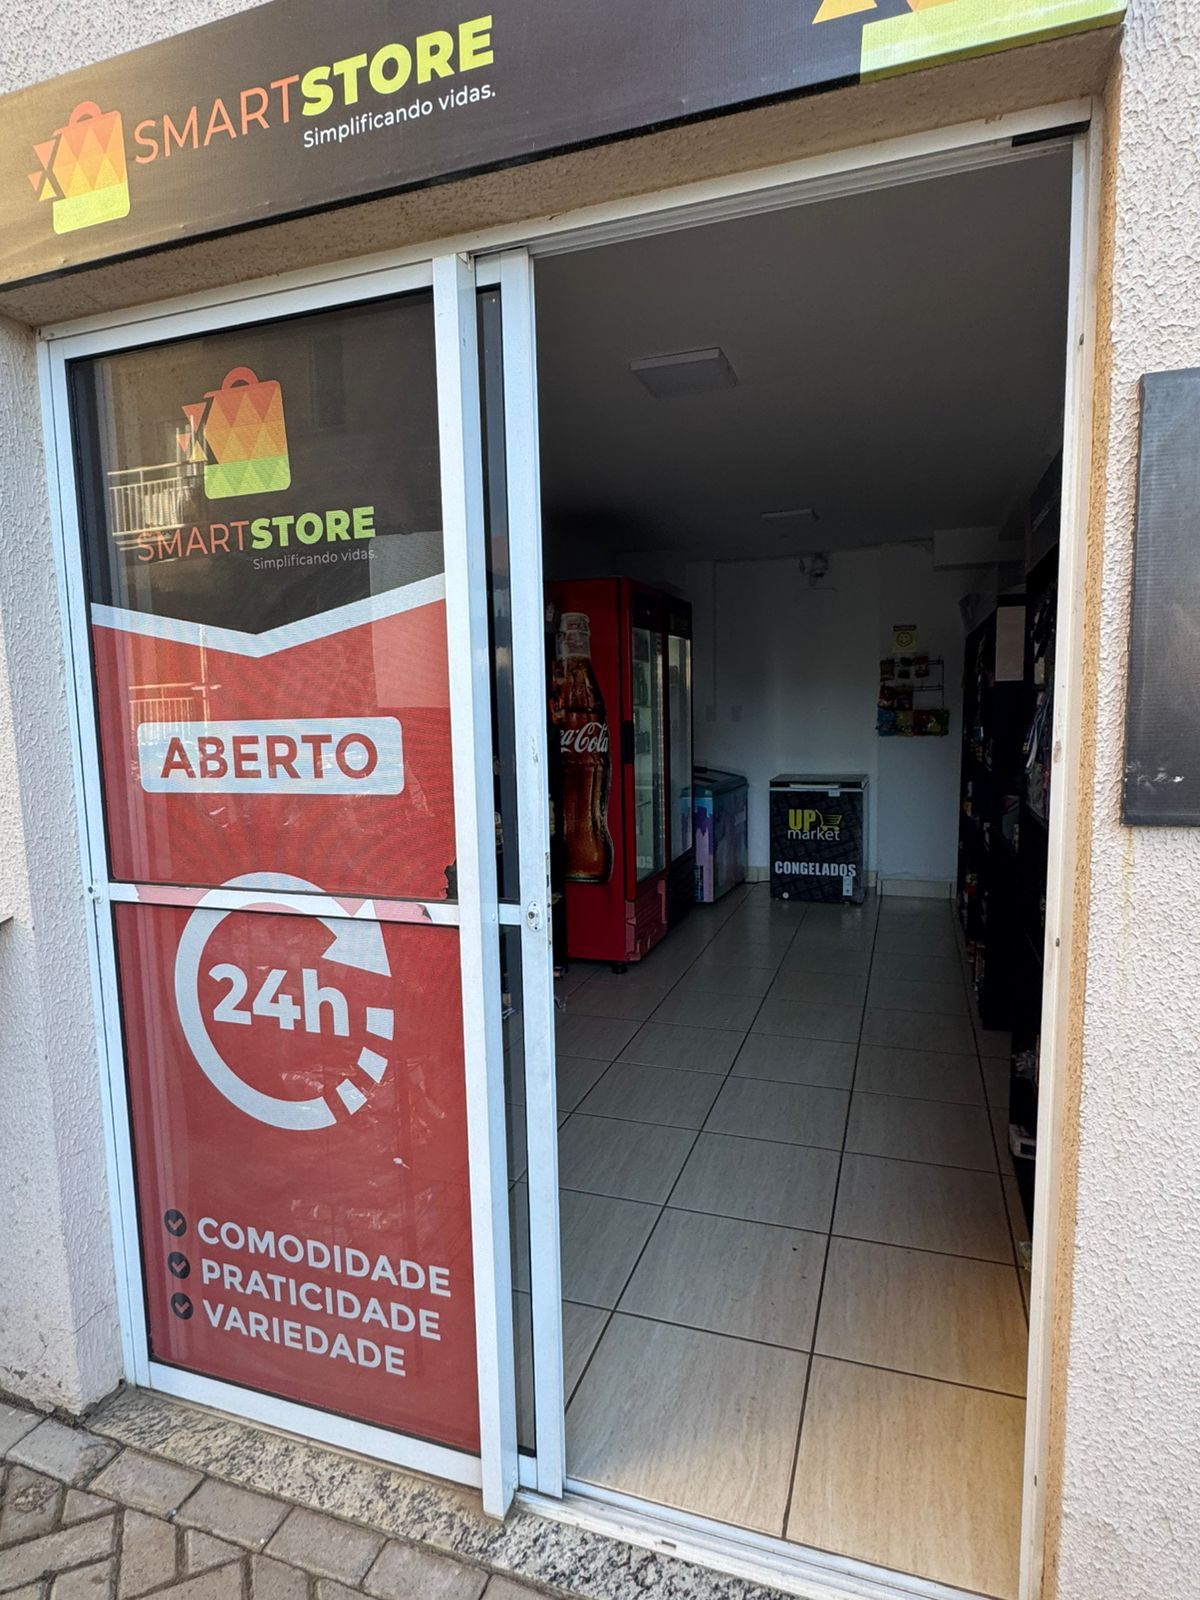 SMARTSTORE
Simplificando vidas.
SMARTSTORE
Simplificando vidas.
ABERTO
24h
COMODIDADE
PRATICIDADE
VARIEDADE
Coca-Cola
UP
market
CONGELADOS